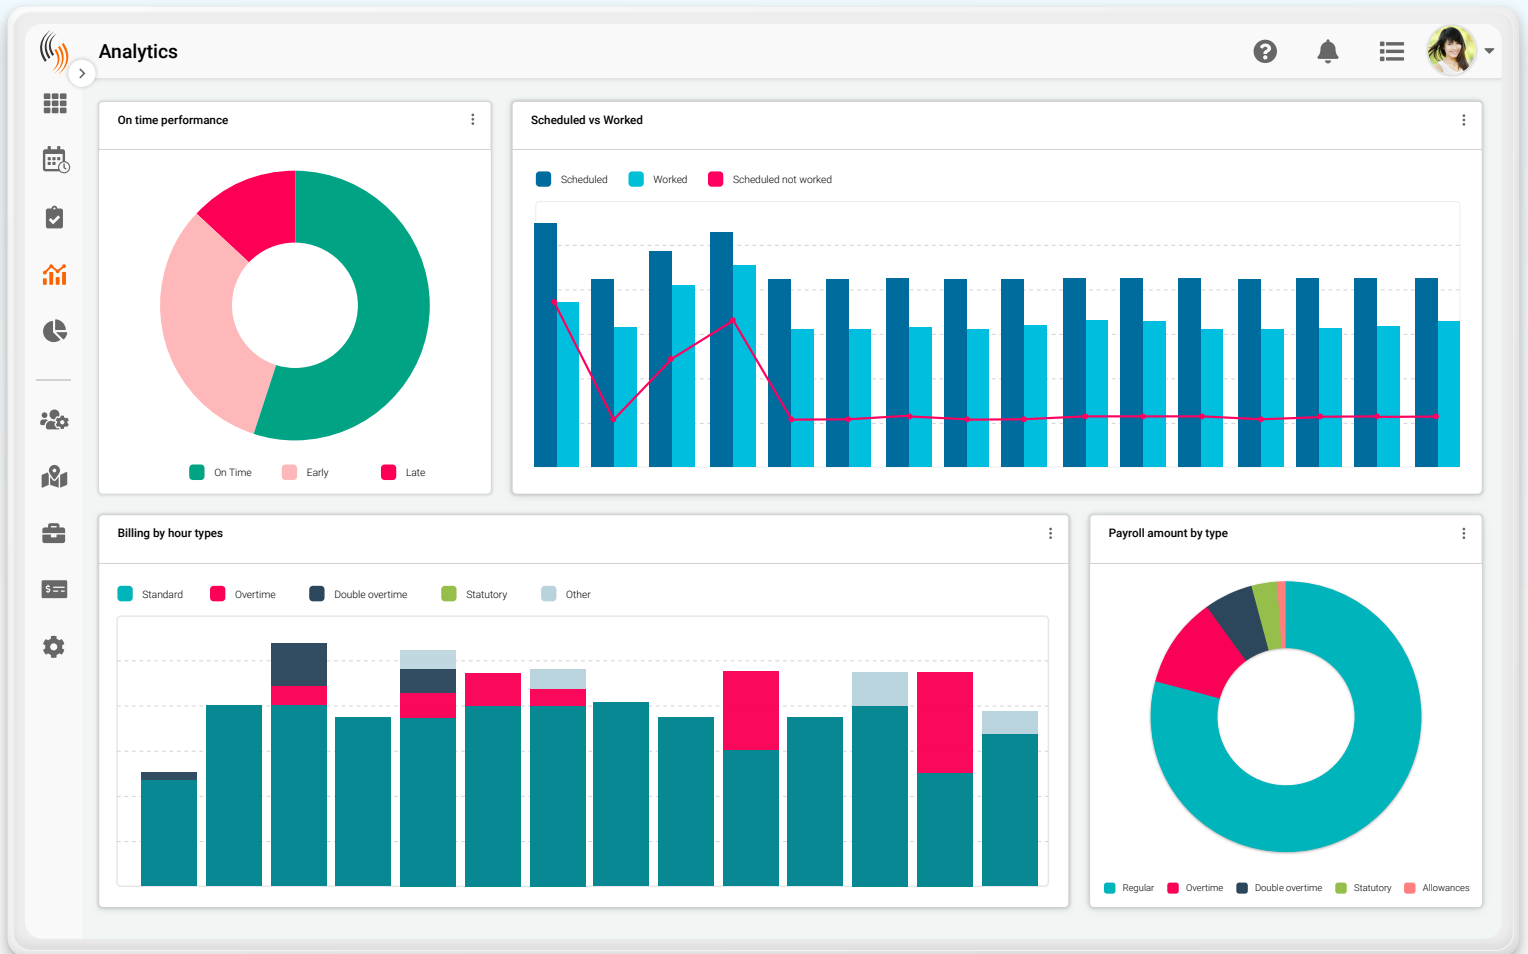 Analytics
On time performance
On Time Early Late
Scheduled vs Worked
Scheduled Worked Scheduled not worked
Billing by hour types
Standard Overtime Double overtime Statutory Other
Payroll amount by type
Regular Overtime Double overtime Statutory Allowances